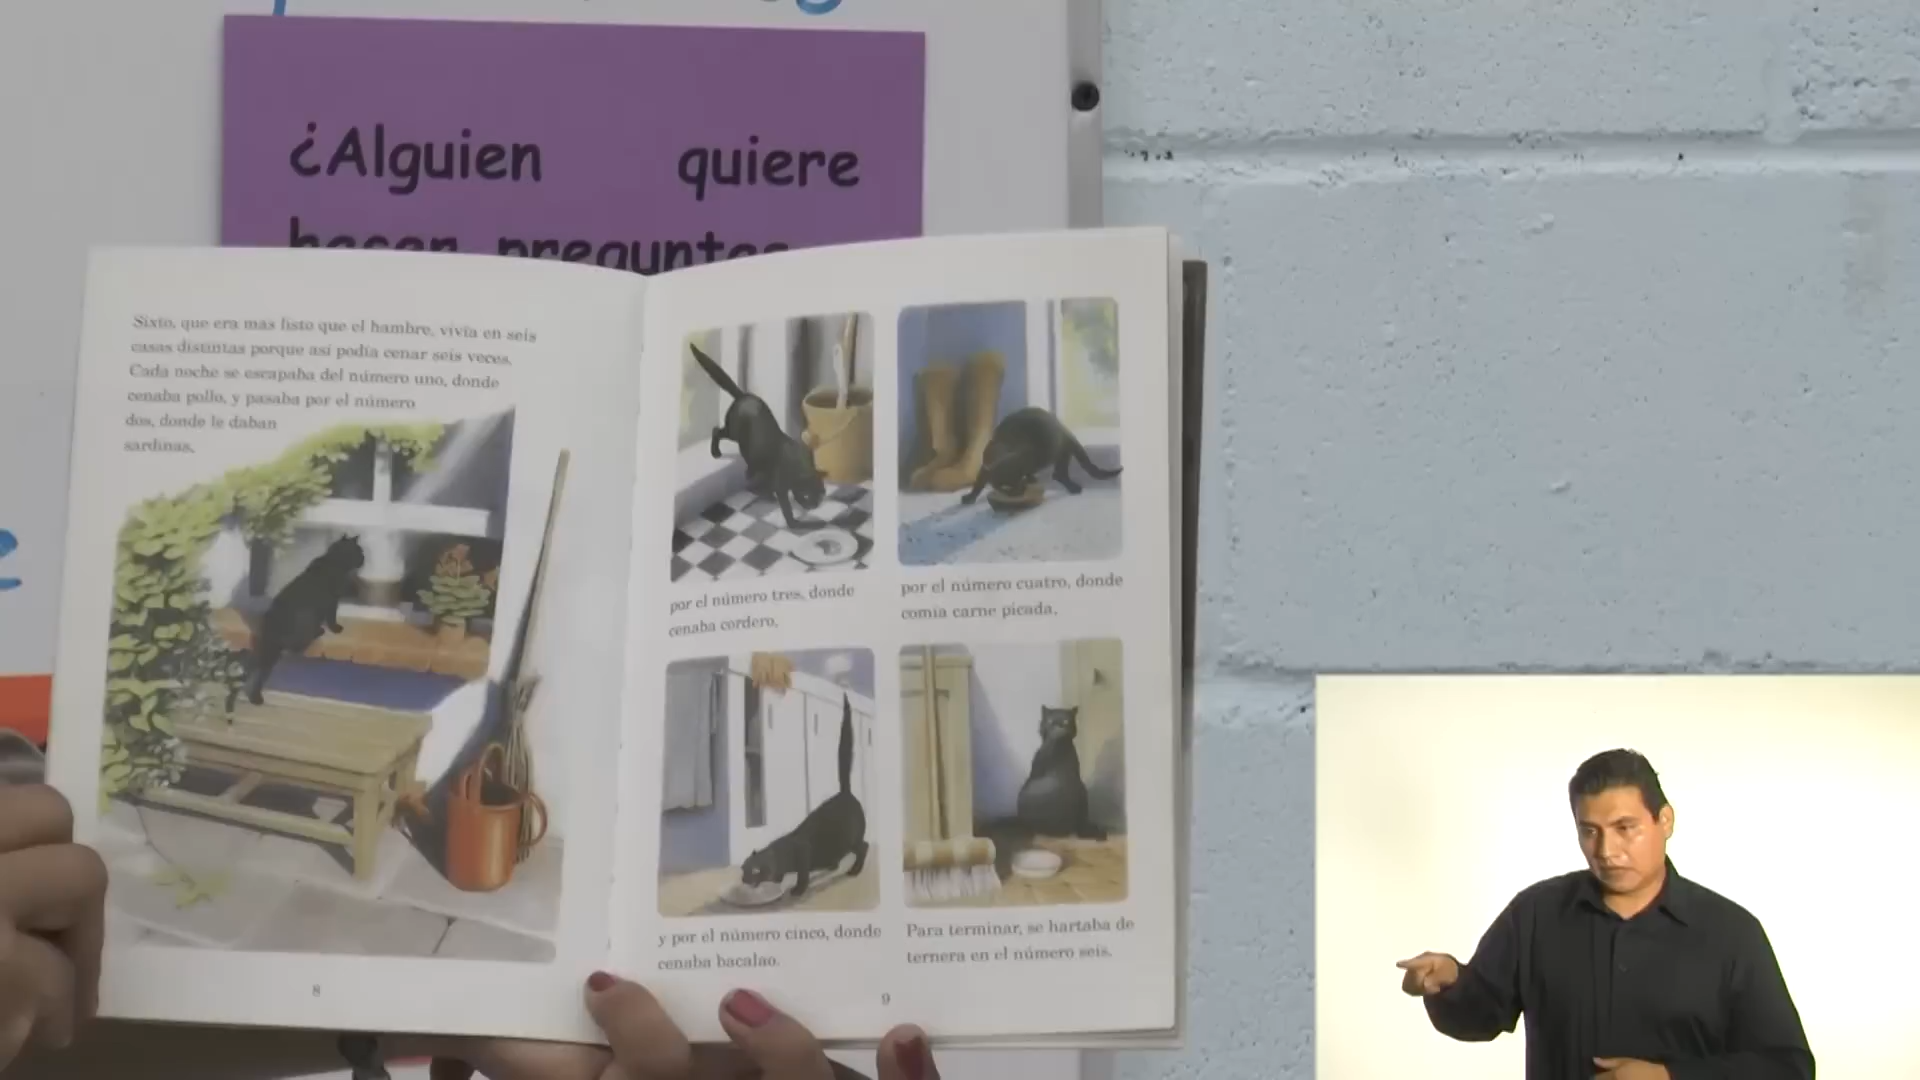 ¿Alguien quiere
hacer preguntas
Sixto, que era más listo que el hambre, vivía en seis
casas distintas porque así podía cenar seis veces.
Cada noche se escapaba del número uno, donde
cenaba pollo, y pasaba por el número
dos, donde le daban
sardinas,
8
por el número tres, donde
cenaba cordero,
por el número cuatro, donde
comía carne picada,
y por el número cinco, donde
cenaba bacalao.
Para terminar, se hartaba de
ternera en el número seis.
9